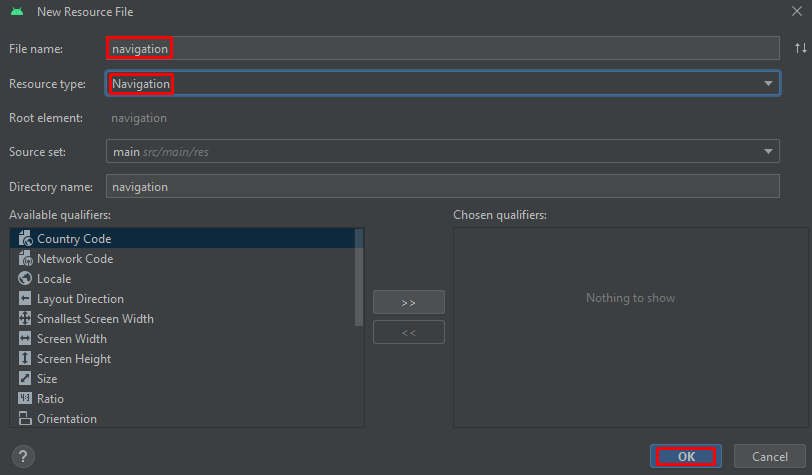 New Resource File
File name: navigation
Resource type: Navigation
Root element: navigation
Source set: main src/main/res
Directory name: navigation
Available qualifiers: Chosen qualifiers:
Country Code
Network Code
Locale
Layout Direction
Smallest Screen Width
Screen Width
Screen Height
Size
Ratio
Orientation
>>
<<
Nothing to show
? OK Cancel